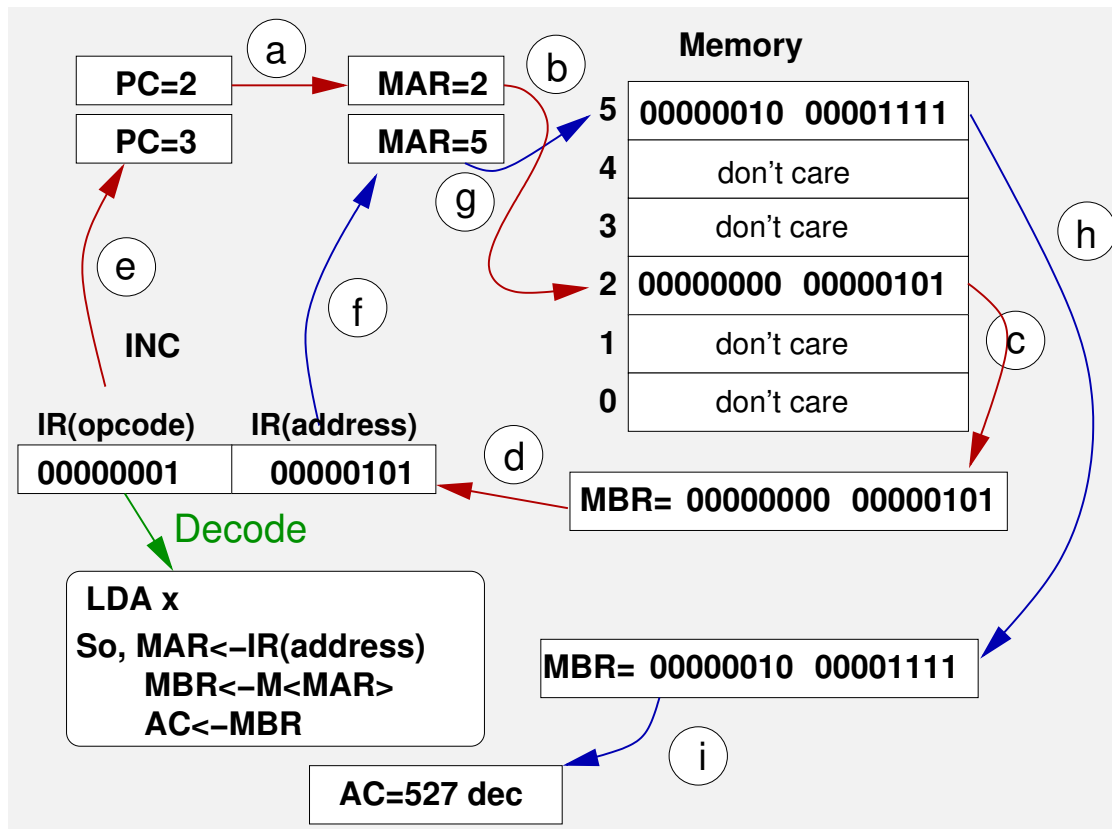 a
b
Memory
PC=2
MAR=2
PC=3
MAR=5
5 00000010 00001111
4 don't care
3 don't care
2 00000000 00000101
1 don't care
0 don't care
g
h
e
f
c
INC
IR(opcode) IR(address)
00000001 00000101
d
MBR= 00000000 00000101
Decode
LDA x
So, MAR<–IR(address)
MBR<–M<MAR>
AC<–MBR
MBR= 00000010 00001111
i
AC=527 dec